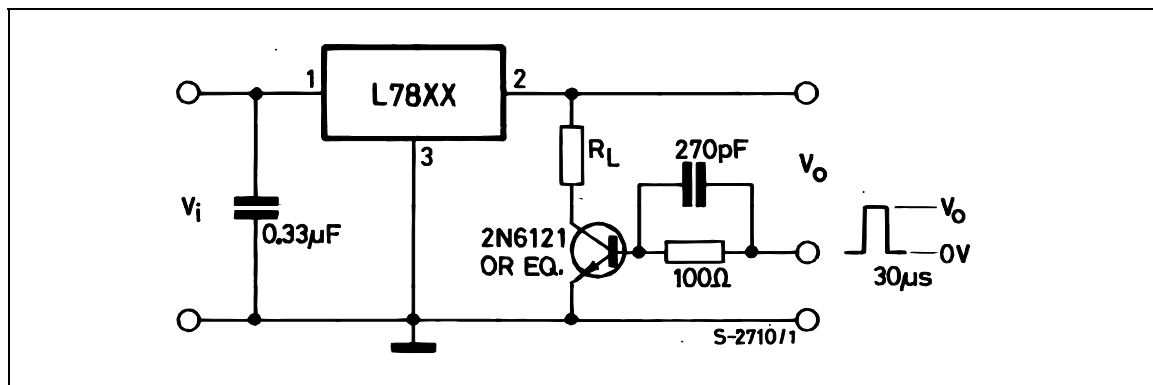 1
L78XX
2
3
RL
270pF
Vo
Vi
0.33µF
2N6121
OR EQ.
100Ω
Vo
0V
30µs
S-2710/1